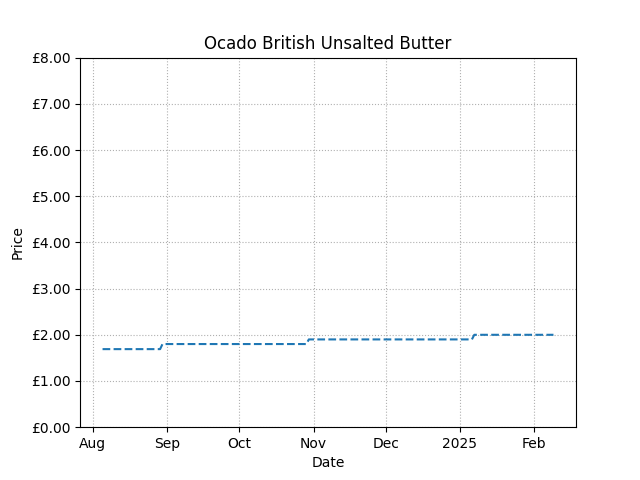 Ocado British Unsalted Butter
£8.00
£7.00
£6.00
£5.00
£4.00
£3.00
£2.00
£1.00
£0.00
Price
Aug Sep Oct Nov Dec 2025 Feb
Date